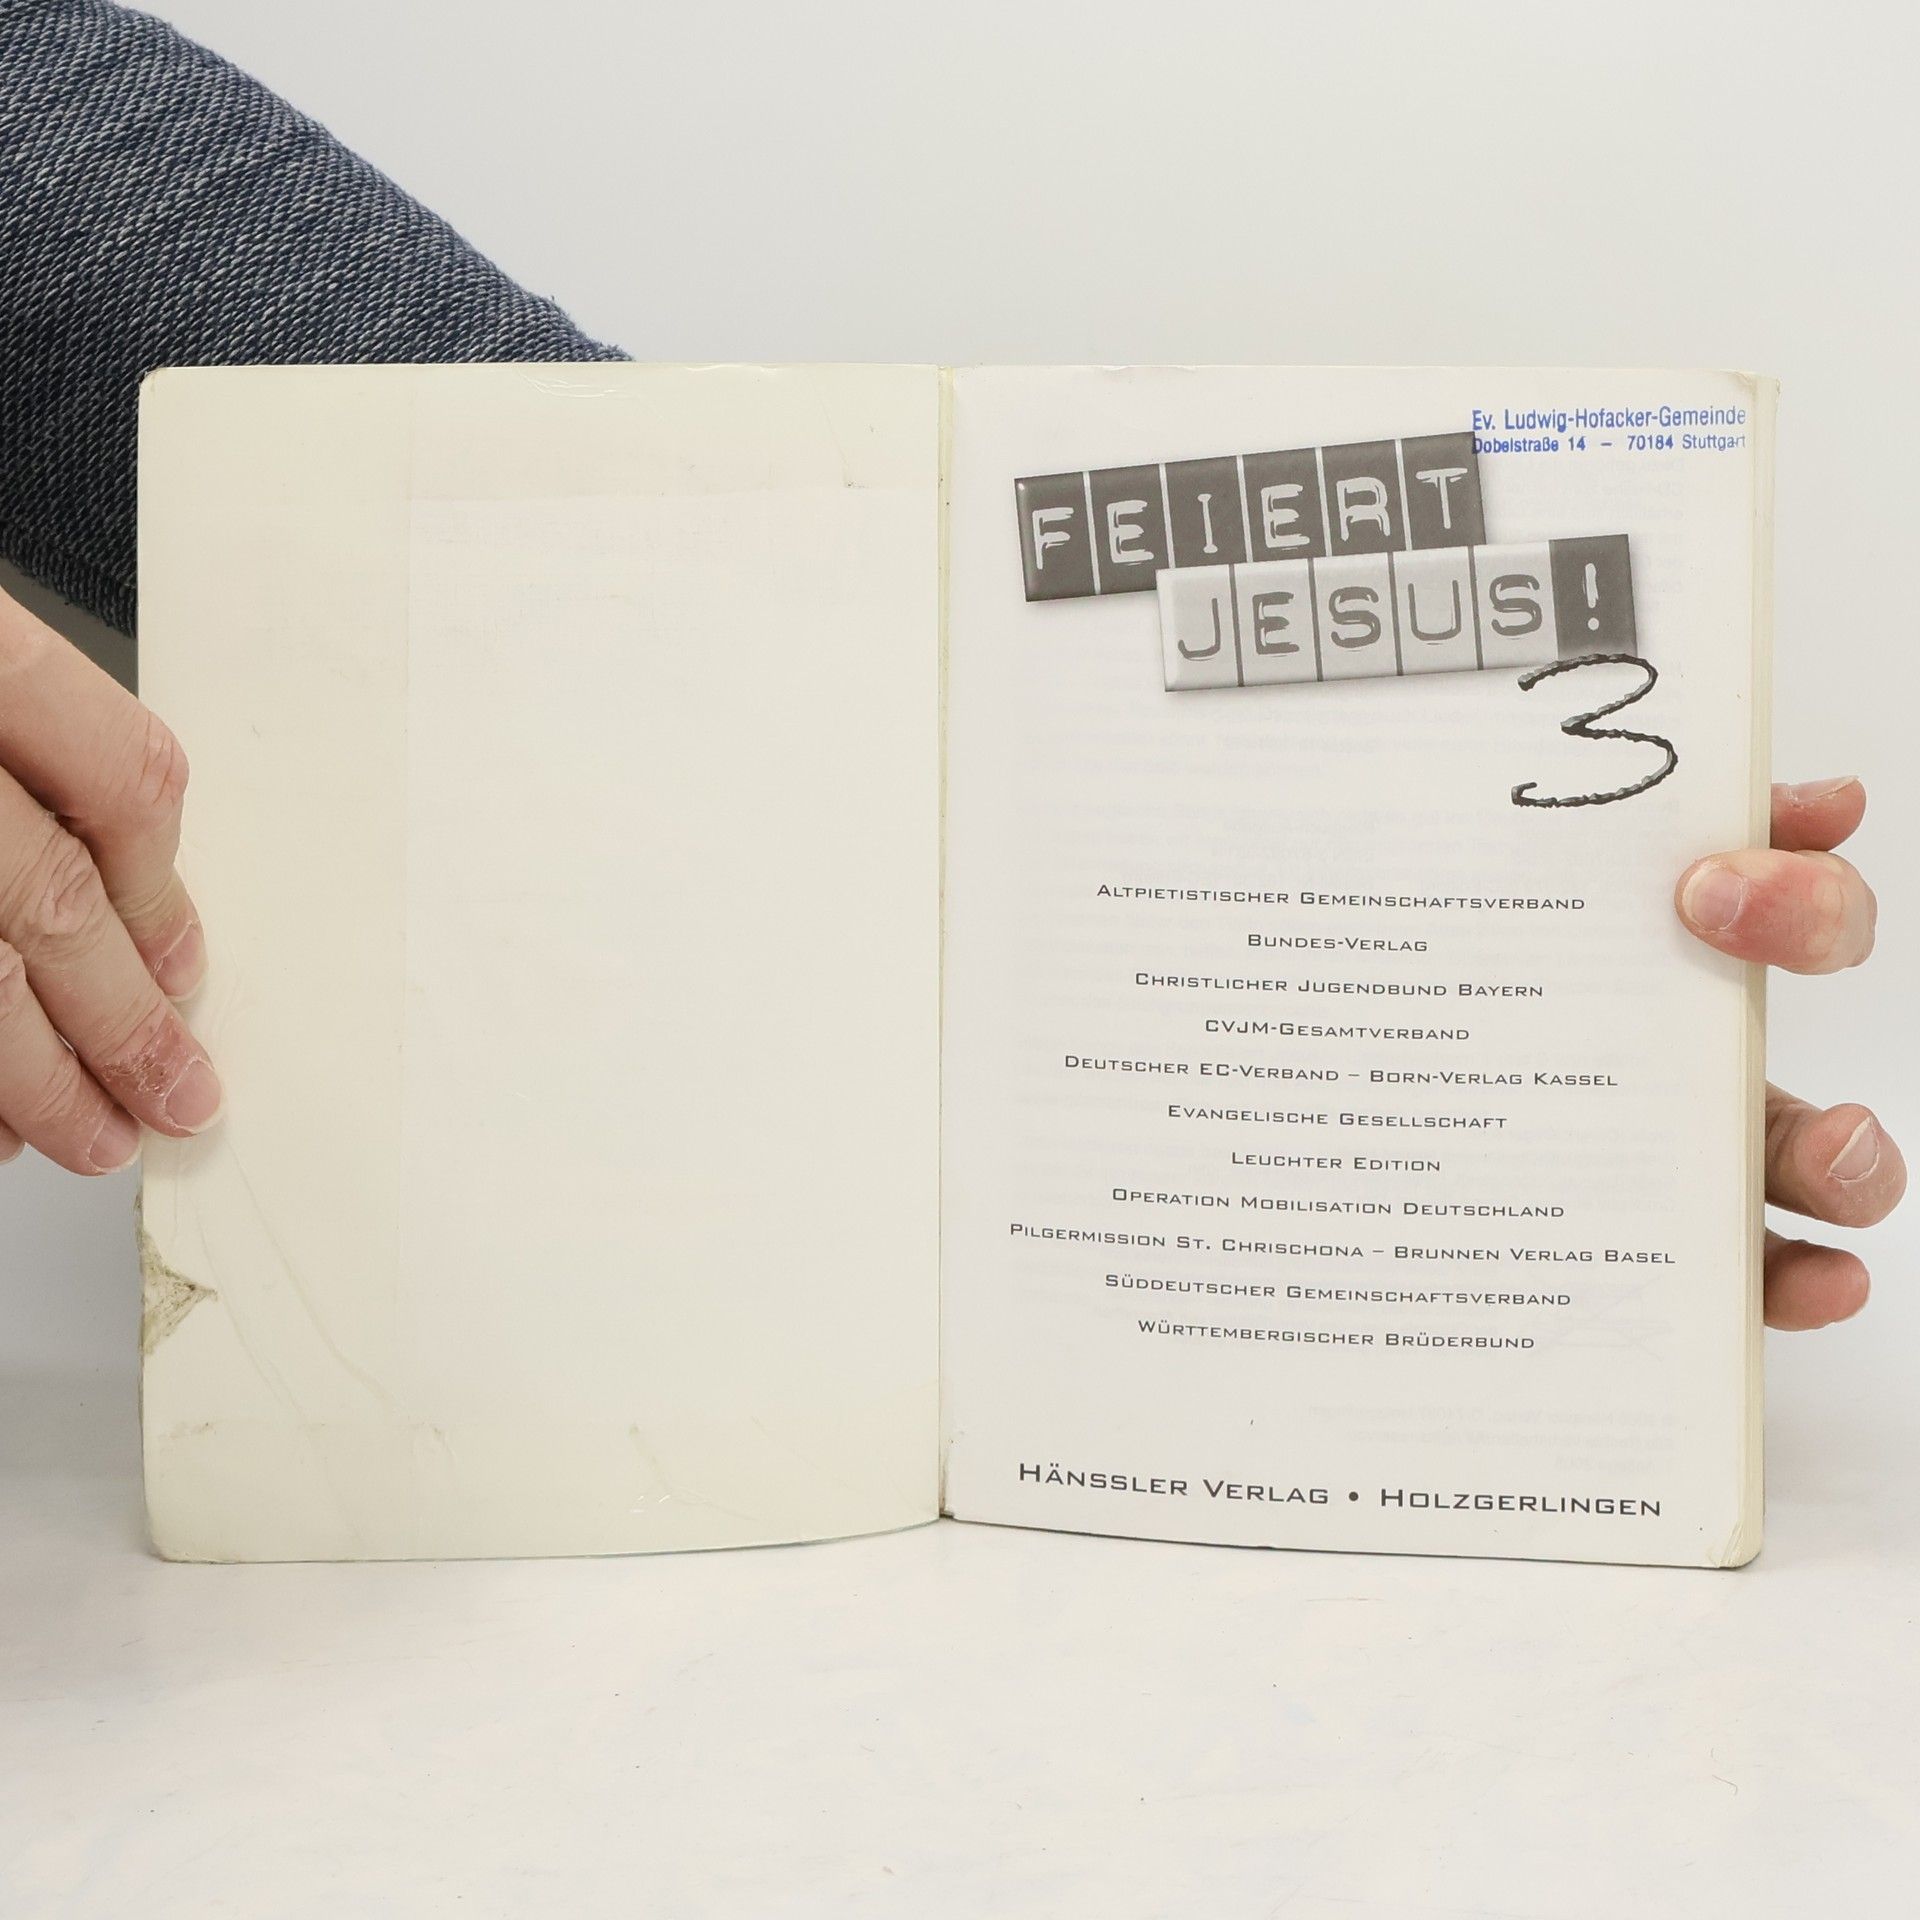 Ev. Ludwig-Hofacker-Gemeinde
Dobelstraße 14 – 70184 Stuttgart
FEIERT
JESUS!
3
ALTPIETISTISCHER GEMEINSCHAFTSVERBAND
BUNDES-VERLAG
CHRISTLICHER JUGENDBUND BAYERN
CVJM-GESAMTVERBAND
DEUTSCHER EC-VERBAND – BORN-VERLAG KASSEL
EVANGELISCHE GESELLSCHAFT
LEUCHTER EDITION
OPERATION MOBILISATION DEUTSCHLAND
PILGERMISSION ST. CHRISCHONA – BRUNNEN VERLAG BASEL
SÜDDEUTSCHER GEMEINSCHAFTSVERBAND
WÜRTTEMBERGISCHER BRÜDERBUND
HÄNSSLER VERLAG • HOLZGERLINGEN